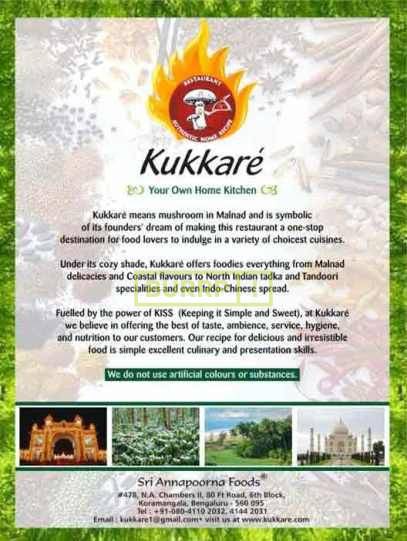 RESTAURANT
AUTHENTIC HOME RECIPE
Kukkaré
Your Own Home Kitchen
Kukkaré means mushroom in Malnad and is symbolic
of its founders' dream of making this restaurant a one-stop
destination for food lovers to indulge in a variety of choicest cuisines.
Under its cozy shade, Kukkaré offers foodies everything from Malnad
delicacies and Coastal flavours to North Indian tadka and Tandoori
specialities and even Indo-Chinese spread.
Fuelled by the power of KISS (Keeping it Simple and Sweet), at Kukkaré
we believe in offering the best of taste, ambience, service, hygiene,
and nutrition to our customers. Our recipe for delicious and irresistible
food is simple excellent culinary and presentation skills.
We do not use artificial colours or substances.
Sri Annapoorna Foods®
#478, N.A. Chambers II, 80 Ft Road, 6th Block,
Koramangala, Bengaluru - 560 095
Tel : +91-080-4110 2032, 4144 2031
Email : kukkare1@gmail.com• visit us at www.kukkare.com